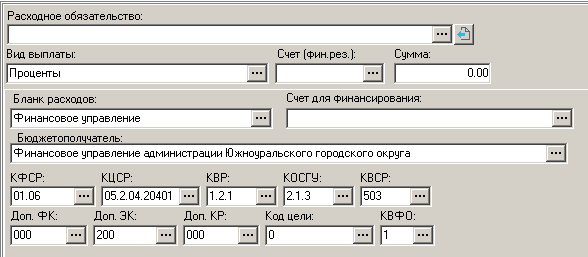 Расходное обязательство:
...
Вид выплаты: Счет (фин.рез.): Сумма:
Проценты ... ... 0.00
Бланк расходов: Счет для финансирования:
Финансовое управление ... ...
Бюджетополучатель:
Финансовое управление администрации Южноуральского городского округа ...
КФСР: КЦСР: КВР: КОСГУ: КВСР:
01.06 ... 05.2.04.20401 ... 1.2.1 ... 2.1.3 ... 503 ...
Доп. ФК: Доп. ЭК: Доп. КР: Код цели: КВФО:
000 ... 200 ... 000 ... 0 ... 1 ...